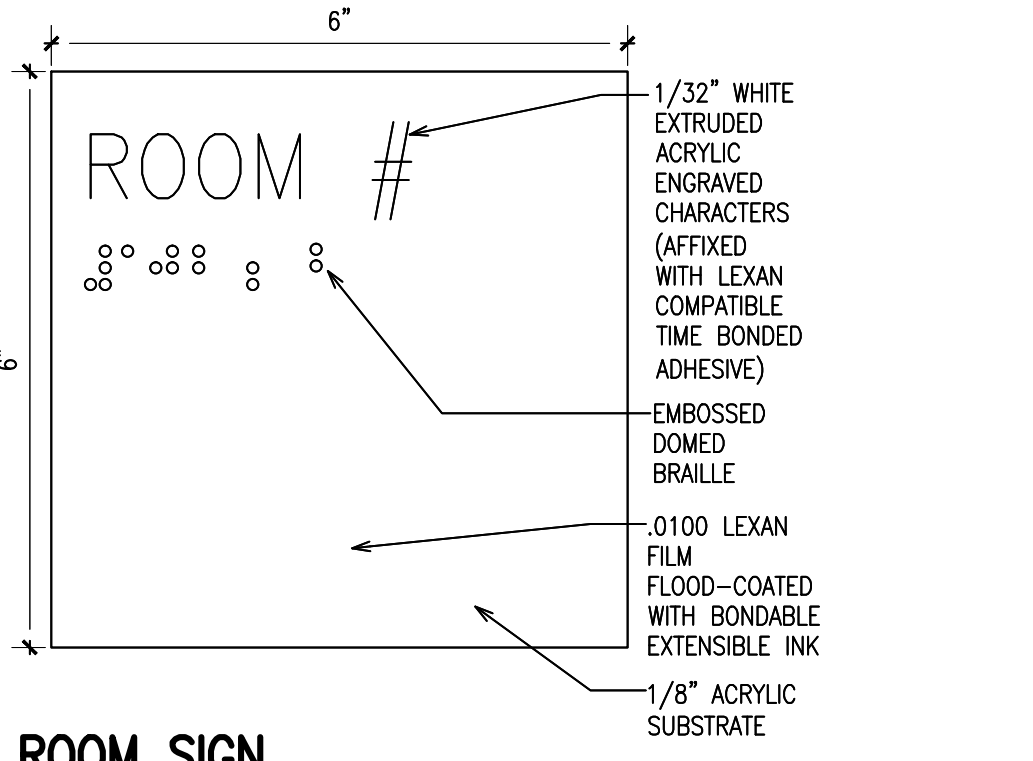 6"
ROOM #
6"
1/32" WHITE
EXTRUDED
ACRYLIC
ENGRAVED
CHARACTERS
(AFFIXED
WITH LEXAN
COMPATIBLE
TIME BONDED
ADHESIVE)
EMBOSSED
DOMED
BRAILLE
.0100 LEXAN
FILM
FLOOD-COATED
WITH BONDABLE
EXTENSIBLE INK
1/8" ACRYLIC
SUBSTRATE
ROOM SIGN